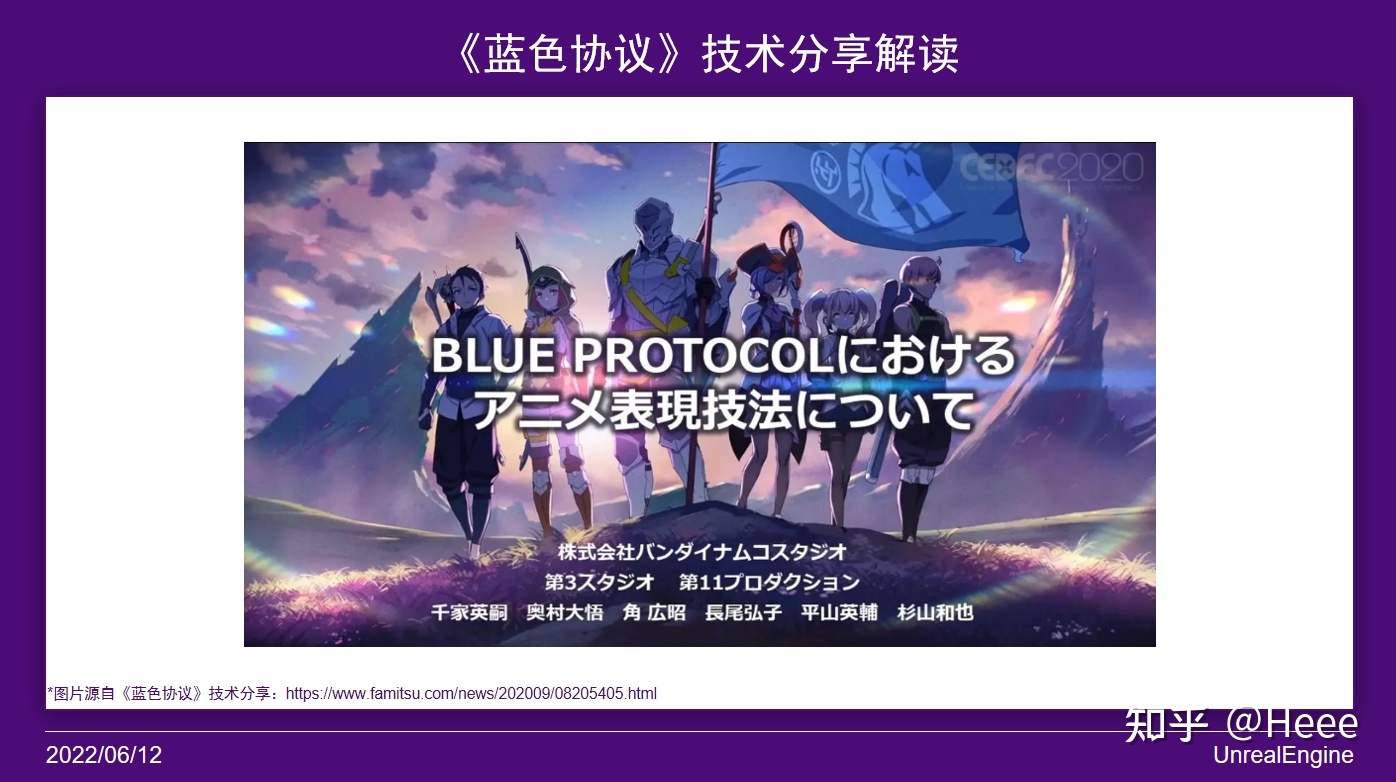 《蓝色协议》技术分享解读
CEDEC2020
BLUE PROTOCOLにおける
アニメ表現技法について
株式会社バンダイナムコスタジオ
第3スタジオ 第11プロダクション
千家英嗣 奥村大悟 角 広昭 長尾弘子 平山英輔 杉山和也
*图片源自《蓝色协议》技术分享：https://www.famitsu.com/news/202009/08205405.html
知乎 @Heee
2022/06/12
UnrealEngine